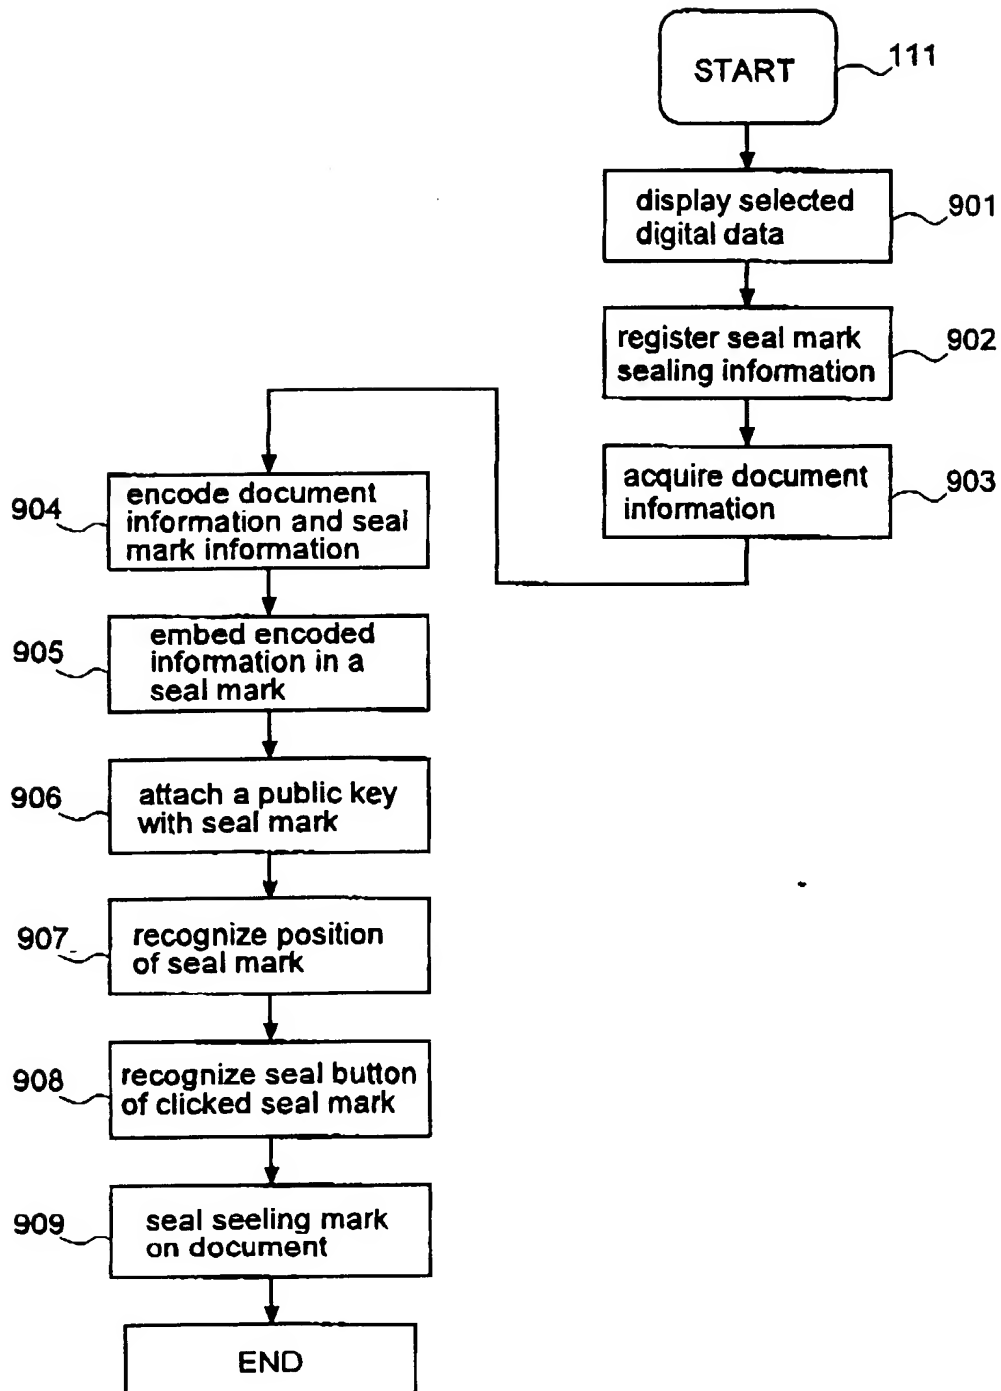 START
111
display selected
digital data
901
register seal mark
sealing information
902
acquire document
information
903
904
encode document
information and seal
mark information
905
embed encoded
information in a
seal mark
906
attach a public key
with seal mark
907
recognize position
of seal mark
908
recognize seal button
of clicked seal mark
909
seal seeling mark
on document
END